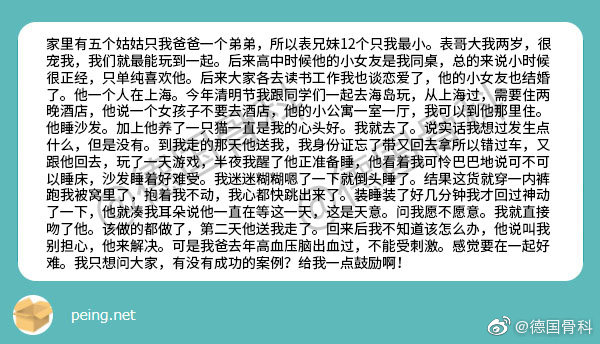 家里有五个姑姑只我爸爸一个弟弟，所以表兄妹12个只我最小。表哥大我两岁，很
宠我，我们就最能玩到一起。后来高中时候他的小女友是我同桌，总的来说小时候
很正经，只单纯喜欢他。后来大家各去读书工作我也谈恋爱了，他的小女友也结婚
了。他一个人在上海。今年清明节我跟同学们一起去海岛玩，从上海过，需要住两
晚酒店，他说一个女孩子不要去酒店，他的小公寓一室一厅，我可以到他那里住。
他睡沙发。加上他养了一只猫一直是我的心头好。我就去了。说实话我想过发生点
什么，但是没有。到我走的那天他送我，我身份证忘了带又回去拿所以错过车，又
跟他回去，玩了一天游戏，半夜我醒了他正准备睡，他看着我可怜巴巴地说可不可
以睡床，沙发睡着好难受。我迷迷糊糊嗯了一下就倒头睡了。结果这货就穿一内裤
跑我被窝里了，抱着我不动，我心都快跳出来了。装睡装了好几分钟我才回过神动
了一下，他就凑我耳朵说他一直在等这一天。这是天意。问我愿不愿意。我就直接
吻了他。该做的都做了，第二天他送我走了。回来后我不知道该怎么办，他说叫我
别担心，他来解决。可是我爸去年高血压脑出血过，不能受刺激。感觉要在一起好
难。我只想问大家，有没有成功的案例？给我一点鼓励啊！
peing.net
@德国骨科